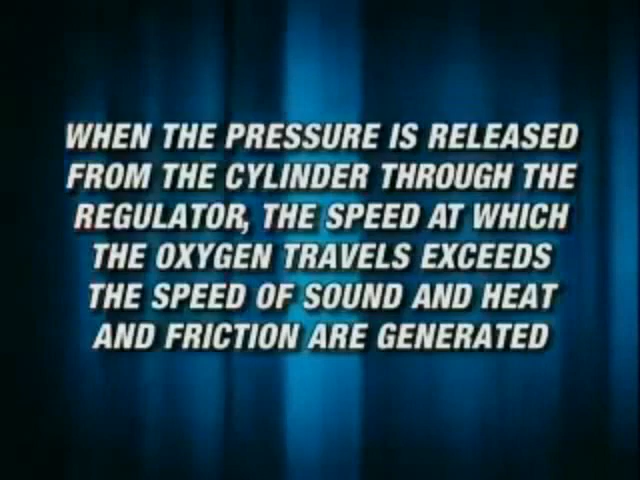 WHEN THE PRESSURE IS RELEASED
FROM THE CYLINDER THROUGH THE
REGULATOR, THE SPEED AT WHICH
THE OXYGEN TRAVELS EXCEEDS
THE SPEED OF SOUND AND HEAT
AND FRICTION ARE GENERATED